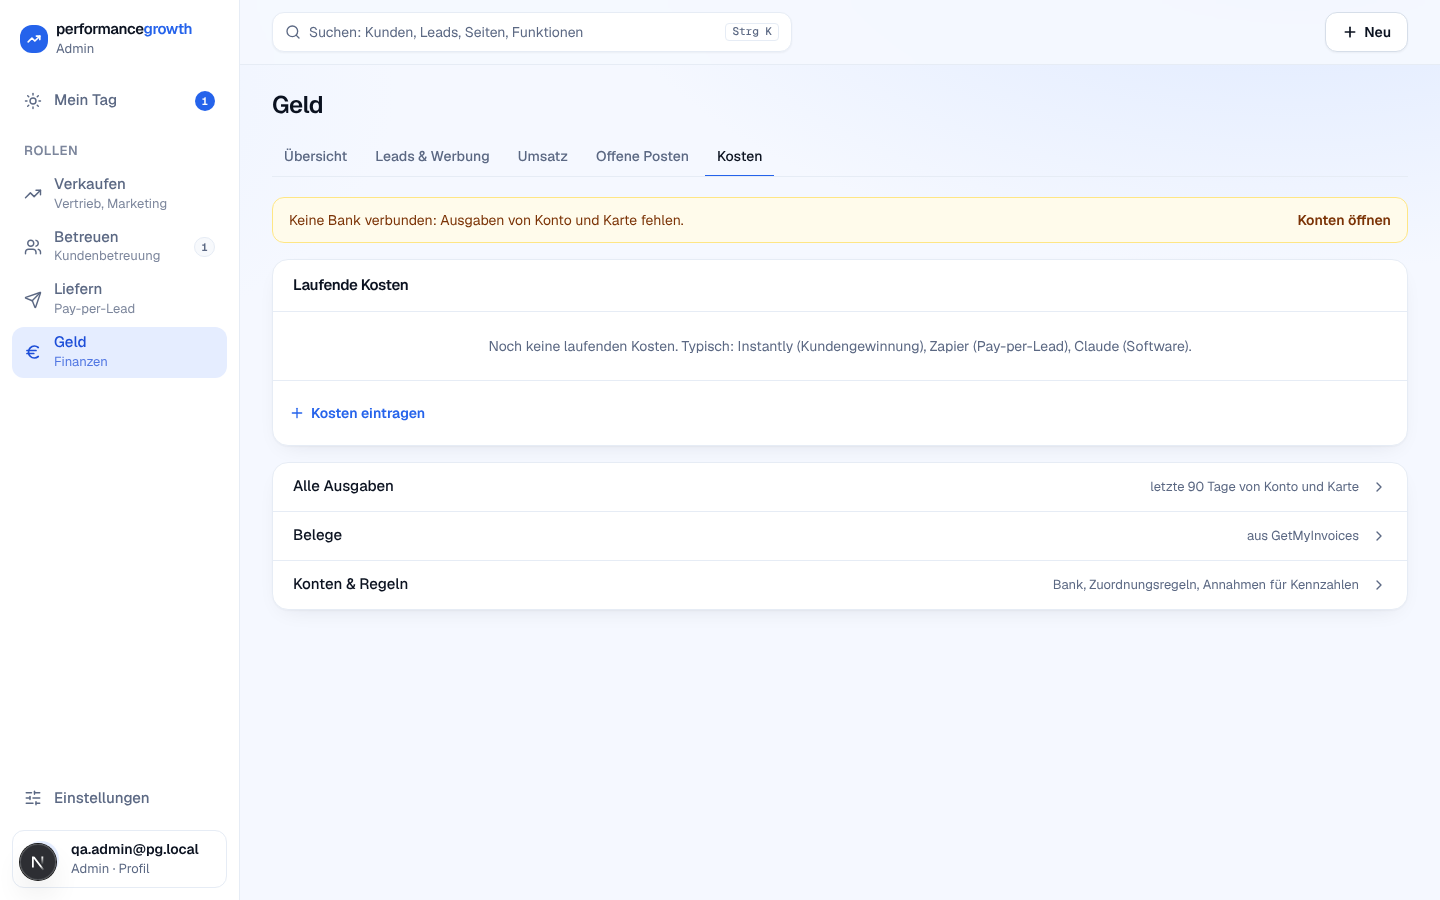 performancegrowth
Admin
Suchen: Kunden, Leads, Seiten, Funktionen
Strg K
Neu
Mein Tag
1
ROLLEN
Verkaufen
Vertrieb, Marketing
Betreuen
Kundenbetreuung
1
Liefern
Pay-per-Lead
Geld
Finanzen
Einstellungen
N
qa.admin@pg.local
Admin · Profil
Geld
Übersicht
Leads & Werbung
Umsatz
Offene Posten
Kosten
Keine Bank verbunden: Ausgaben von Konto und Karte fehlen.
Konten öffnen
Laufende Kosten
Noch keine laufenden Kosten. Typisch: Instantly (Kundengewinnung), Zapier (Pay-per-Lead), Claude (Software).
Kosten eintragen
Alle Ausgaben
letzte 90 Tage von Konto und Karte
Belege
aus GetMyInvoices
Konten & Regeln
Bank, Zuordnungsregeln, Annahmen für Kennzahlen